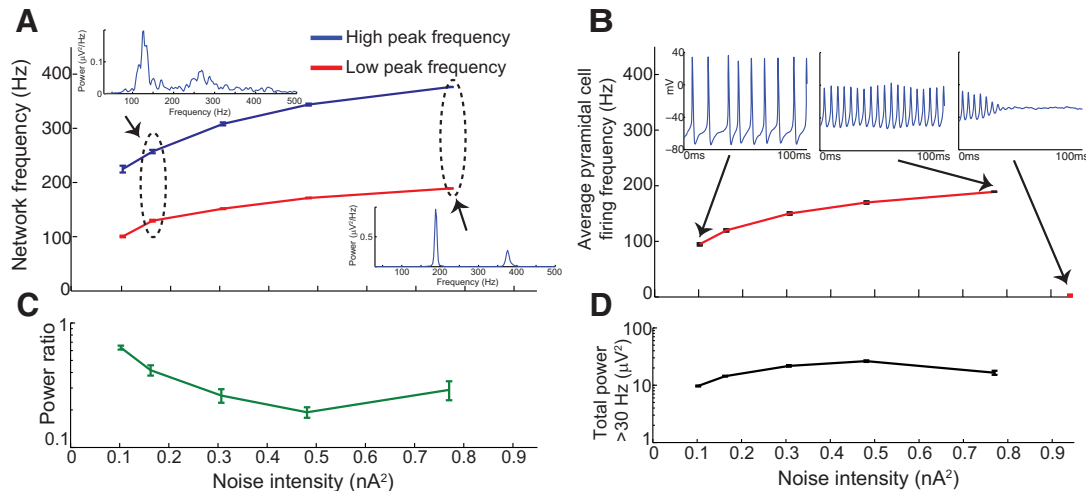 A
Network frequency (Hz)
400
300
200
100
0
High peak frequency
Low peak frequency
Power (μV²/Hz)
0.1
0
100
200
300
400
500
Frequency (Hz)
Power (μV²/Hz)
0.5
100
200
300
400
500
Frequency (Hz)
B
Average pyramidal cell
firing frequency (Hz)
400
300
200
100
0
mV
40
0
-40
-80
0ms
100ms
0ms
100ms
0ms
100ms
C
Power ratio
1
0.1
0
0.1
0.2
0.3
0.4
0.5
0.6
0.7
0.8
0.9
Noise intensity (nA²)
D
Total power
>30 Hz (μV²)
100
10
1
0
0.1
0.2
0.3
0.4
0.5
0.6
0.7
0.8
0.9
Noise intensity (nA²)